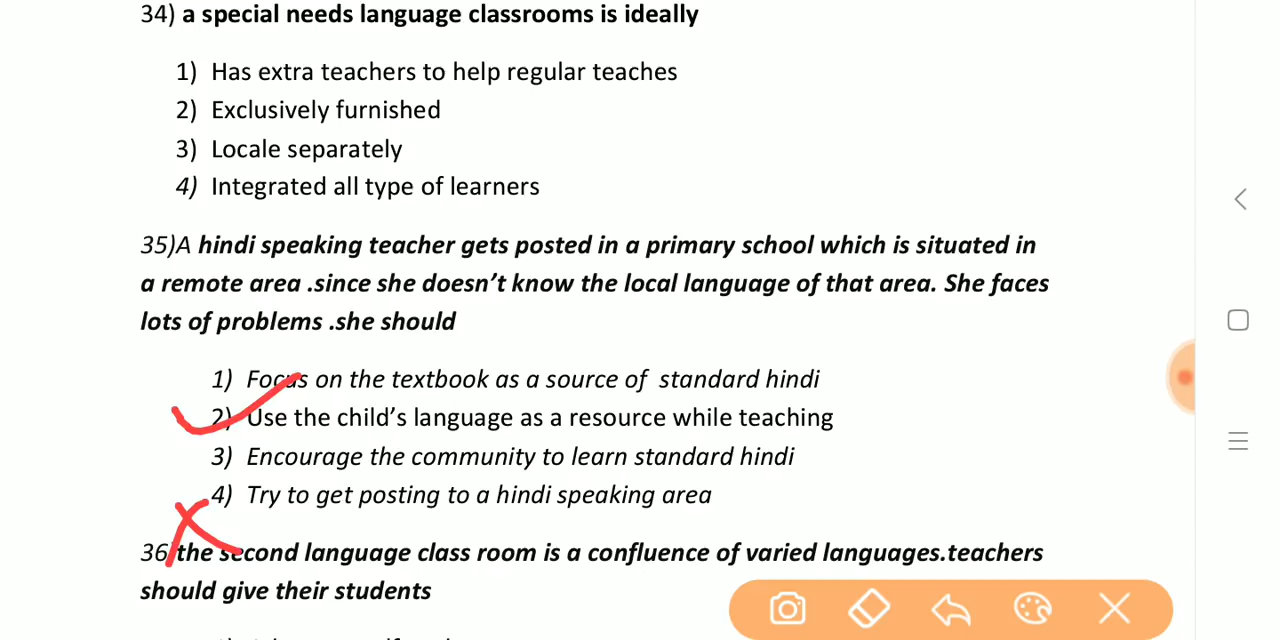 34) a special needs language classrooms is ideally
1) Has extra teachers to help regular teaches
2) Exclusively furnished
3) Locale separately
4) Integrated all type of learners
35)A hindi speaking teacher gets posted in a primary school which is situated in
a remote area .since she doesn't know the local language of that area. She faces
lots of problems .she should
1) Focus on the textbook as a source of standard hindi
2) Use the child's language as a resource while teaching
3) Encourage the community to learn standard hindi
4) Try to get posting to a hindi speaking area
36)the second language class room is a confluence of varied languages.teachers
should give their students